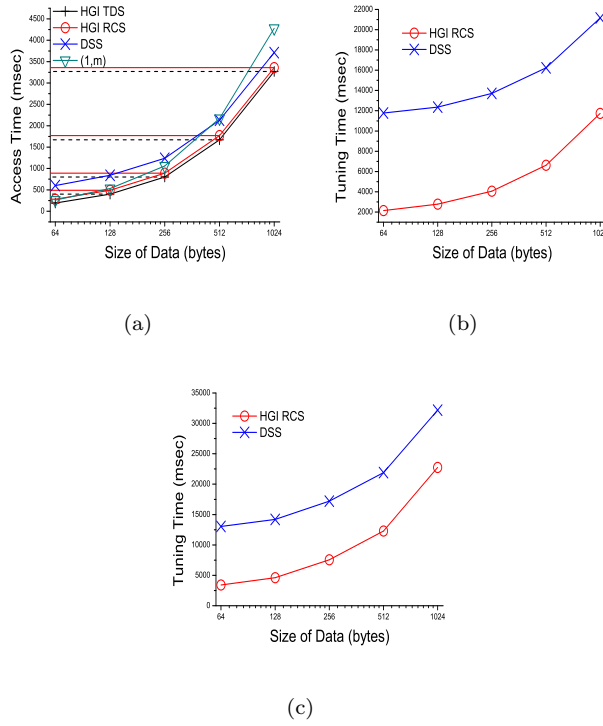 HGI TDS
HGI RCS
DSS
(1,m)
Access Time (msec)
4500
4000
3500
3000
2500
2000
1500
1000
500
0
64 128 256 512 1024
Size of Data (bytes)
(a)
HGI RCS
DSS
Tuning Time (msec)
22000
20000
18000
16000
14000
12000
10000
8000
6000
4000
2000
64 128 256 512 102
Size of Data (bytes)
(b)
HGI RCS
DSS
Tuning Time (msec)
35000
30000
25000
20000
15000
10000
5000
0
64 128 256 512 1024
Size of Data (bytes)
(c)